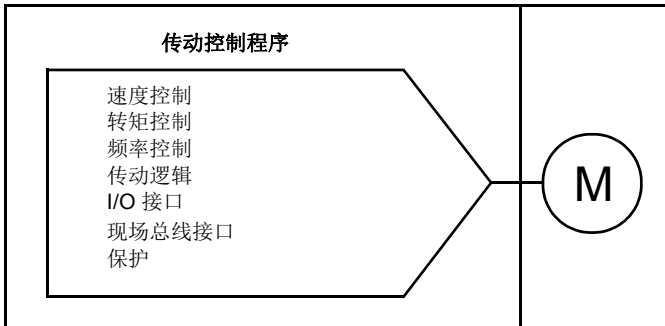 传动控制程序
速度控制
转矩控制
频率控制
传动逻辑
I/O 接口
现场总线接口
保护
M